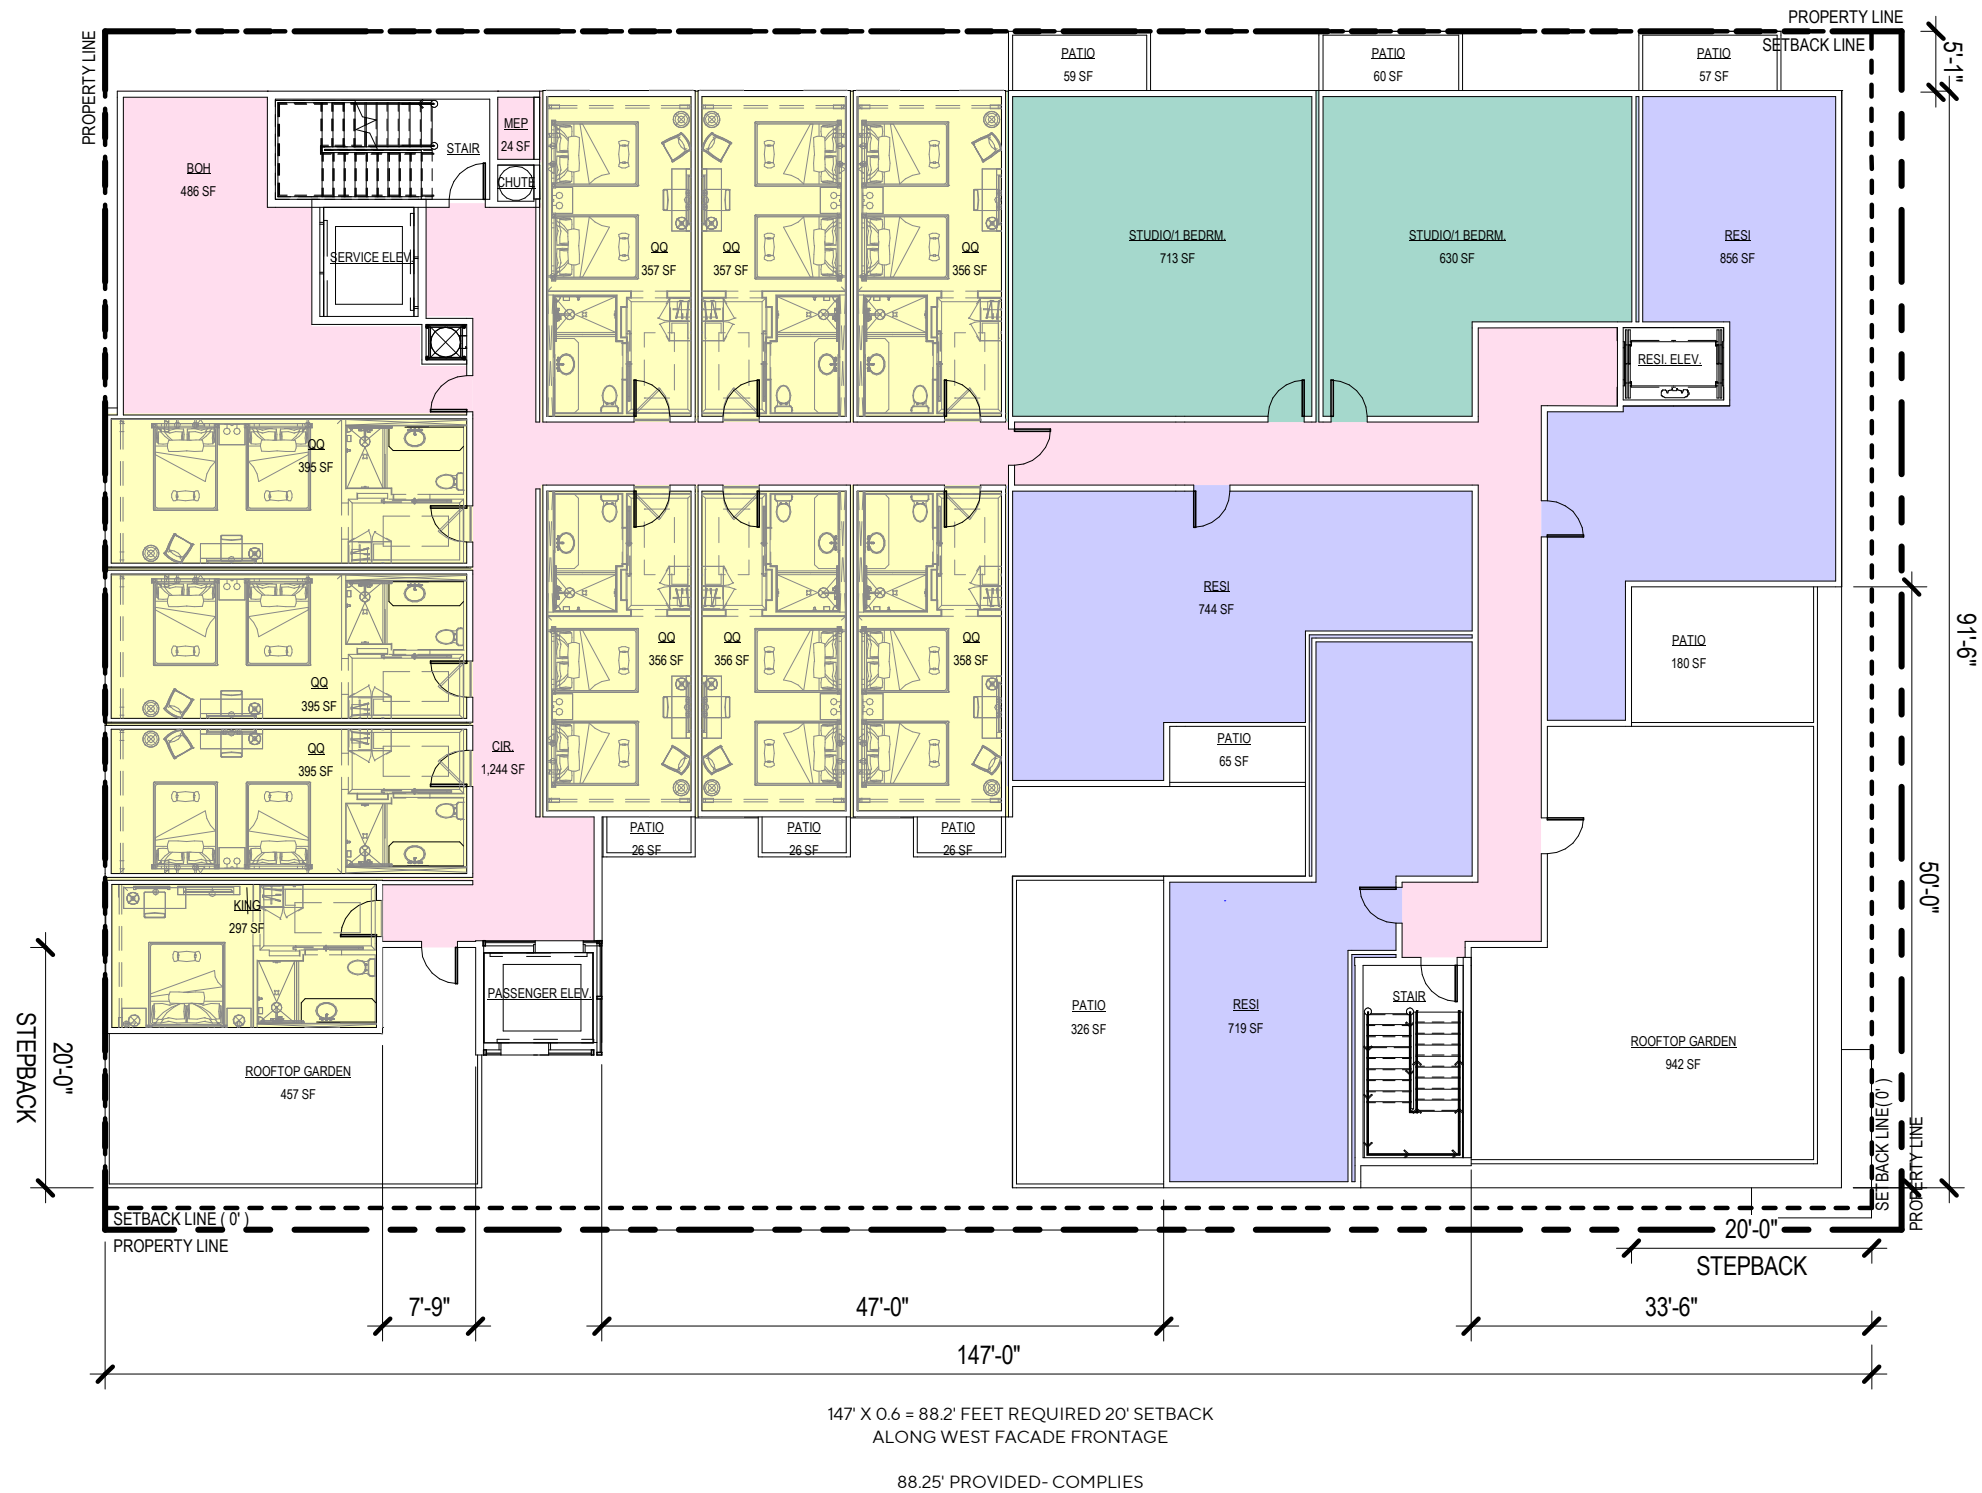 PROPERTY LINE
SETBACK LINE
PROPERTY LINE
5'-1"
PATIO
59 SF
PATIO
60 SF
PATIO
57 SF
BOH
486 SF
STAIR
MEP
24 SF
CHUTE
SERVICE ELEV.
QQ
357 SF
QQ
357 SF
QQ
356 SF
STUDIO/1 BEDRM.
713 SF
STUDIO/1 BEDRM.
630 SF
RESI
856 SF
RESI. ELEV.
QQ
395 SF
QQ
395 SF
QQ
395 SF
CIR.
1,244 SF
QQ
356 SF
QQ
356 SF
QQ
358 SF
RESI
744 SF
PATIO
180 SF
91'-6"
PATIO
65 SF
PATIO
26 SF
PATIO
26 SF
PATIO
26 SF
50'-0"
KING
297 SF
PASSENGER ELEV.
PATIO
326 SF
RESI
719 SF
STAIR
ROOFTOP GARDEN
942 SF
STEPBACK
20'-0"
ROOFTOP GARDEN
457 SF
SETBACK LINE( 0' )
PROPERTY LINE
SETBACK LINE ( 0' )
PROPERTY LINE
20'-0"
STEPBACK
7'-9"
47'-0"
33'-6"
147'-0"
147' X 0.6 = 88.2' FEET REQUIRED 20' SETBACK
ALONG WEST FACADE FRONTAGE
88.25' PROVIDED- COMPLIES